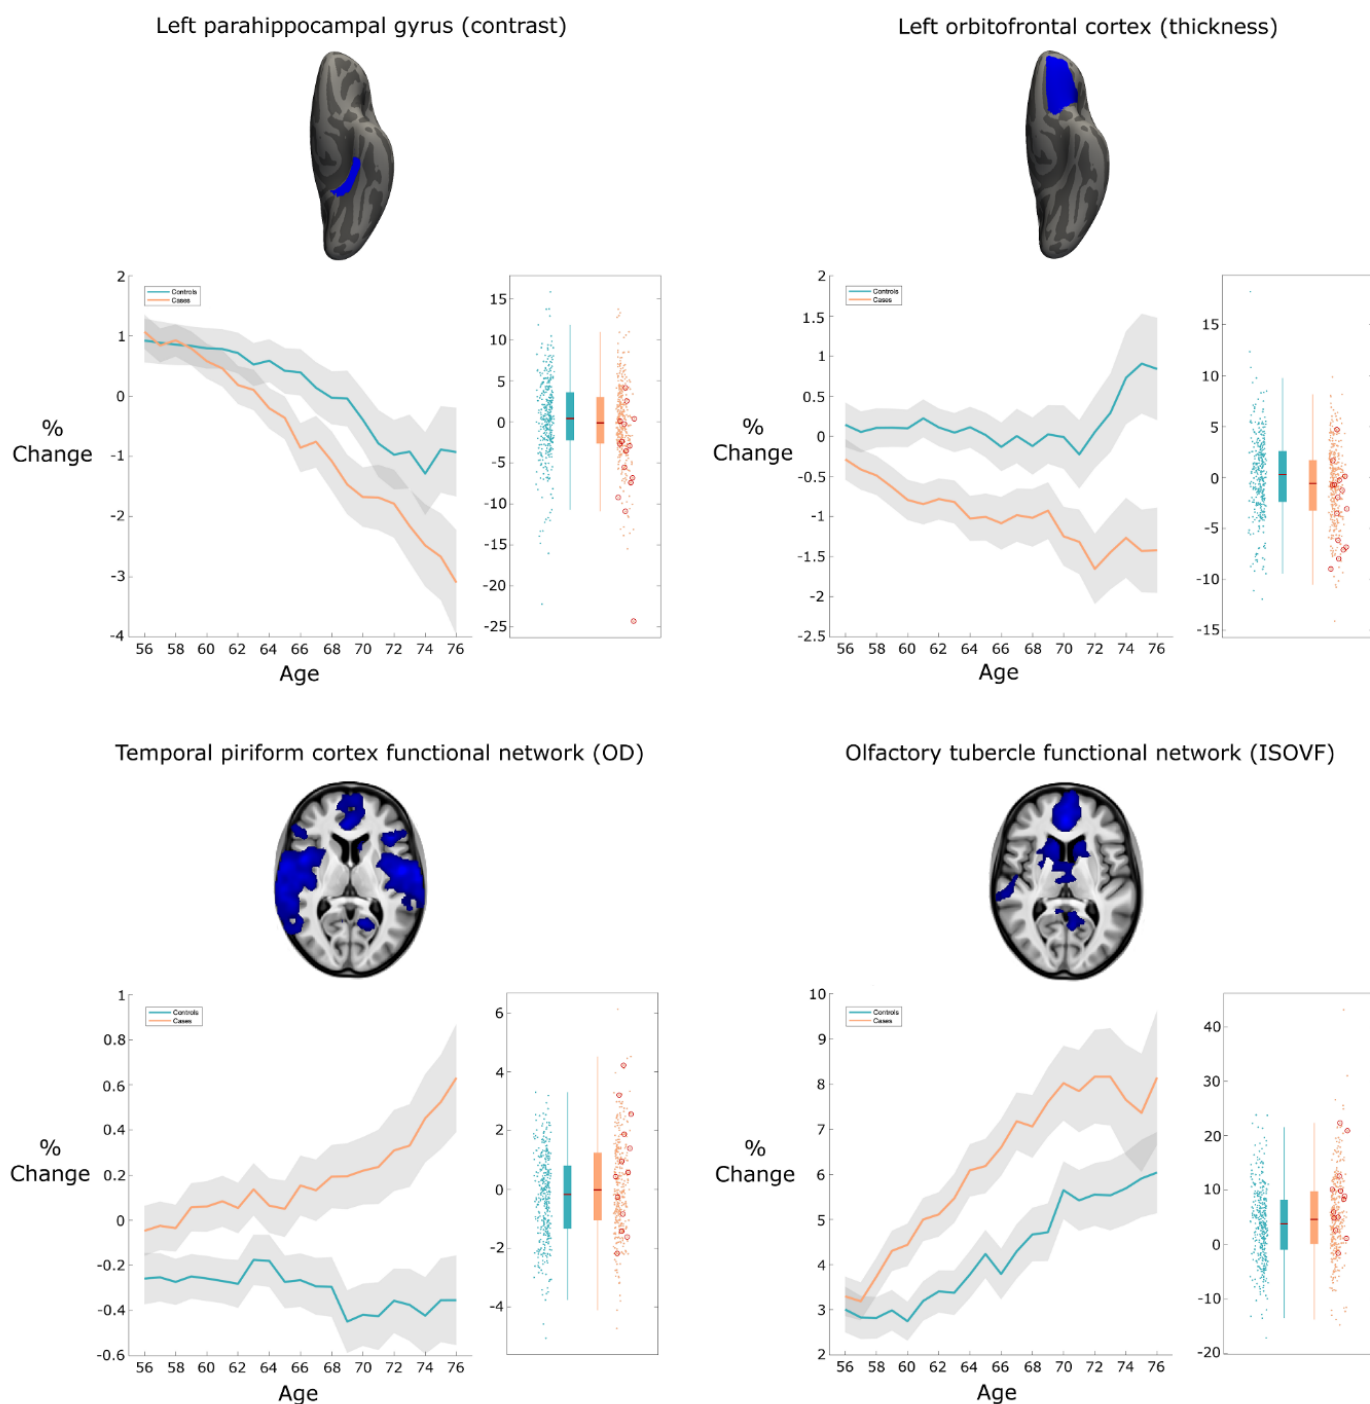 Left parahippocampal gyrus (contrast)
Left orbitofrontal cortex (thickness)
2
1
0
-1
-2
-3
-4
% Change
Controls
Cases
56 58 60 62 64 66 68 70 72 74 76
Age
15
10
5
0
-5
-10
-15
-20
-25
2
1.5
1
0.5
0
-0.5
-1
-1.5
-2
-2.5
% Change
Controls
Cases
56 58 60 62 64 66 68 70 72 74 76
Age
15
10
5
0
-5
-10
-15
Temporal piriform cortex functional network (OD)
Olfactory tubercle functional network (ISOVF)
1
0.8
0.6
0.4
0.2
0
-0.2
-0.4
-0.6
% Change
Controls
Cases
56 58 60 62 64 66 68 70 72 74 76
Age
6
4
2
0
-2
-4
10
9
8
7
6
5
4
3
2
% Change
Controls
Cases
56 58 60 62 64 66 68 70 72 74 76
Age
40
30
20
10
0
-10
-20